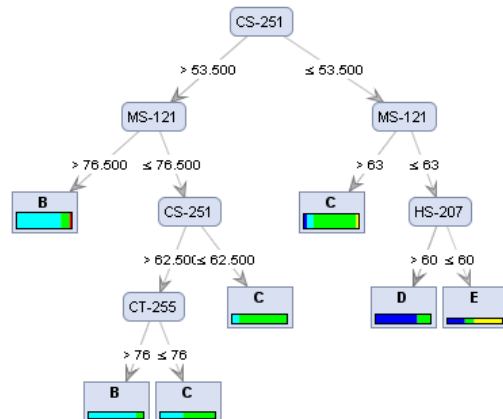 CS-251
> 53.500 ≤ 53.500
MS-121 MS-121
> 76.500 ≤ 76.500 > 63 ≤ 63
B CS-251 C HS-207
> 62.500 ≤ 62.500 > 60 ≤ 60
CT-255 C D E
> 76 ≤ 76
B C